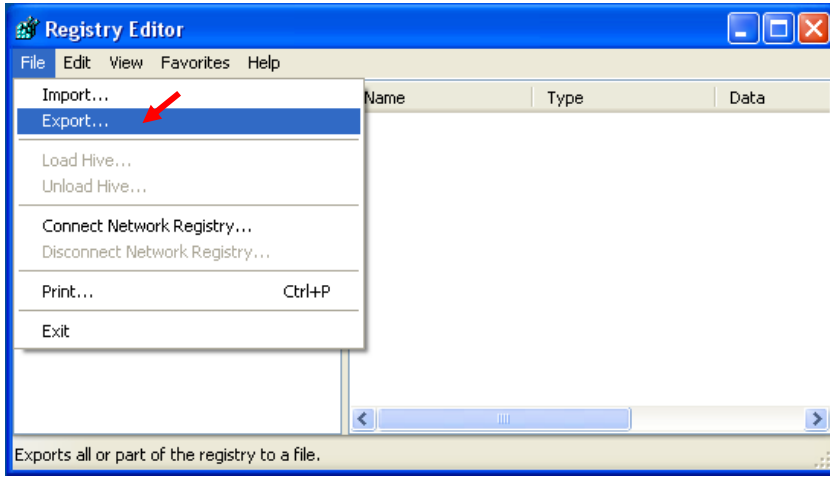 Registry Editor
File Edit View Favorites Help
Import...
Name Type Data
Export...
Load Hive...
Unload Hive...
Connect Network Registry...
Disconnect Network Registry...
Print... Ctrl+P
Exit
Exports all or part of the registry to a file.